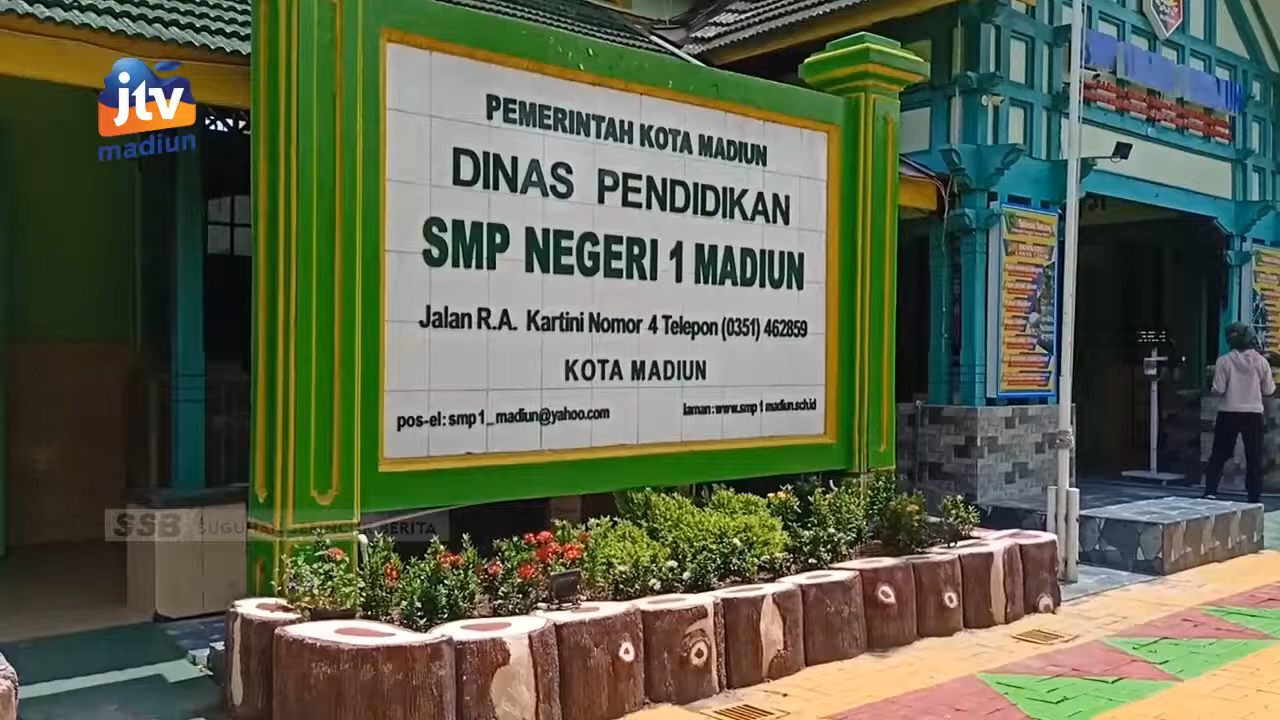 jtv
madiun
PEMERINTAH KOTA MADIUN
DINAS PENDIDIKAN
SMP NEGERI 1 MADIUN
Jalan R.A. Kartini Nomor 4 Telepon (0351) 462859
KOTA MADIUN
pos-el: smp1_madiun@yahoo.com
laman: www.smp1madiun.sch.id
SSB
BERITA